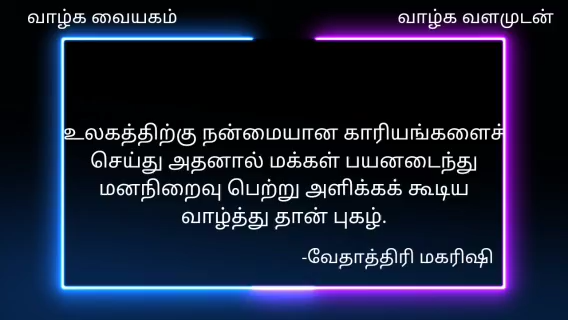 வாழ்க வையகம்
வாழ்க வளமுடன்
உலகத்திற்கு நன்மையான காரியங்களைச்
செய்து அதனால் மக்கள் பயனடைந்து
மனநிறைவு பெற்று அளிக்கக் கூடிய
வாழ்த்து தான் புகழ்.
-வேதாத்திரி மகரிஷி